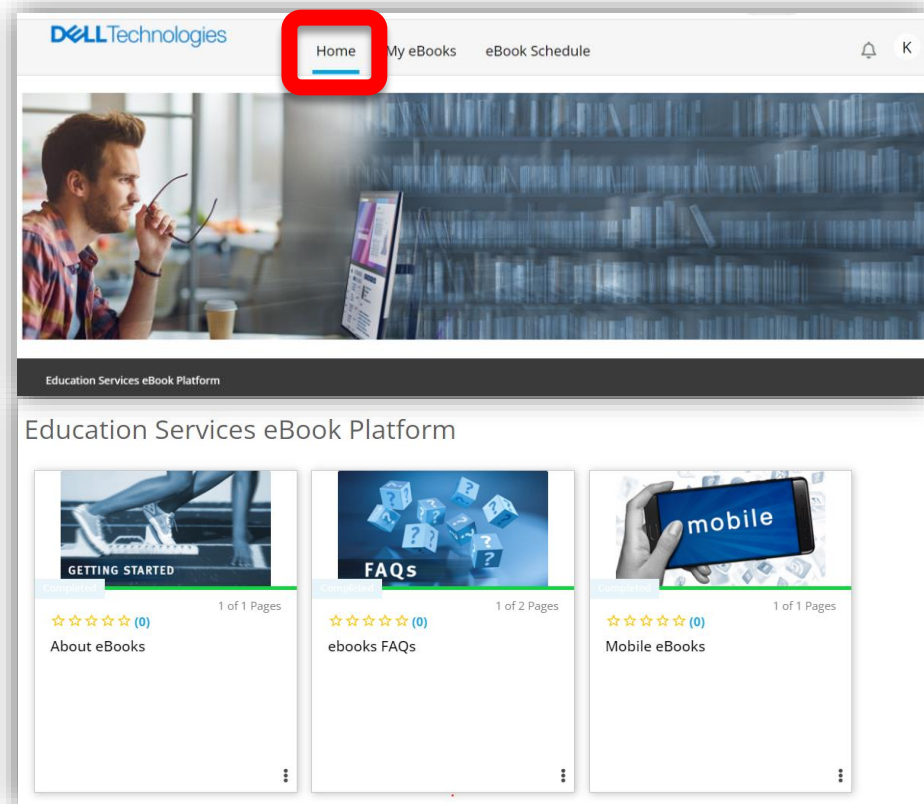 DELLTechnologies
Home My eBooks eBook Schedule K
Education Services eBook Platform
Education Services eBook Platform
GETTING STARTED
Completed
1 of 1 Pages
(0)
About eBooks
? ? ? ? ? ?
FAQs
Completed
1 of 2 Pages
(0)
ebooks FAQs
mobile
Completed
1 of 1 Pages
(0)
Mobile eBooks